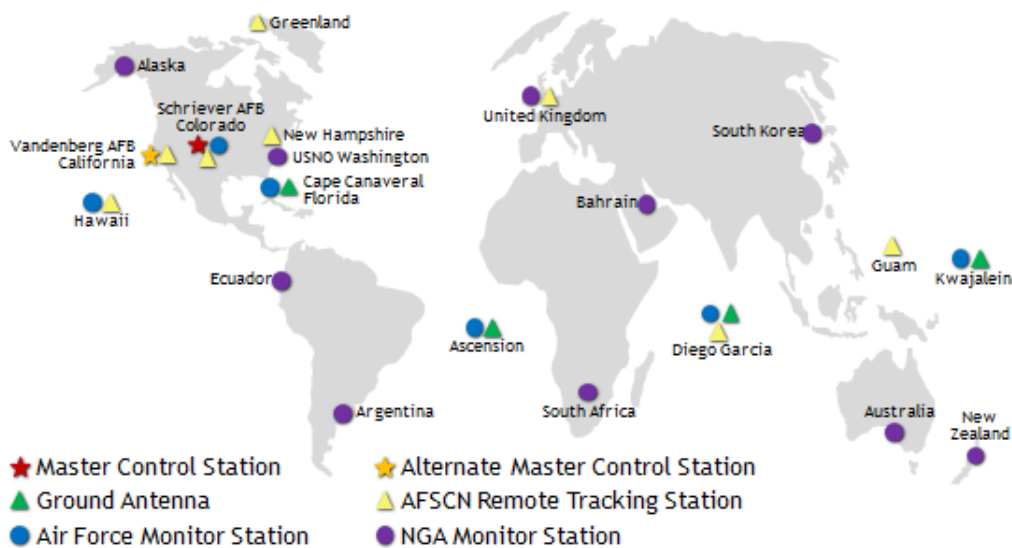 Greenland
Alaska
Schriever AFB
Colorado
United Kingdom
New Hampshire
South Korea
Vandenberg AFB
California
USNO Washington
Cape Canaveral
Florida
Bahrain
Hawaii
Guam
Kwajalein
Ecuador
Ascension
Diego Garcia
Argentina
South Africa
Australia
New
Zealand
Master Control Station
Alternate Master Control Station
Ground Antenna
AFSCN Remote Tracking Station
Air Force Monitor Station
NGA Monitor Station